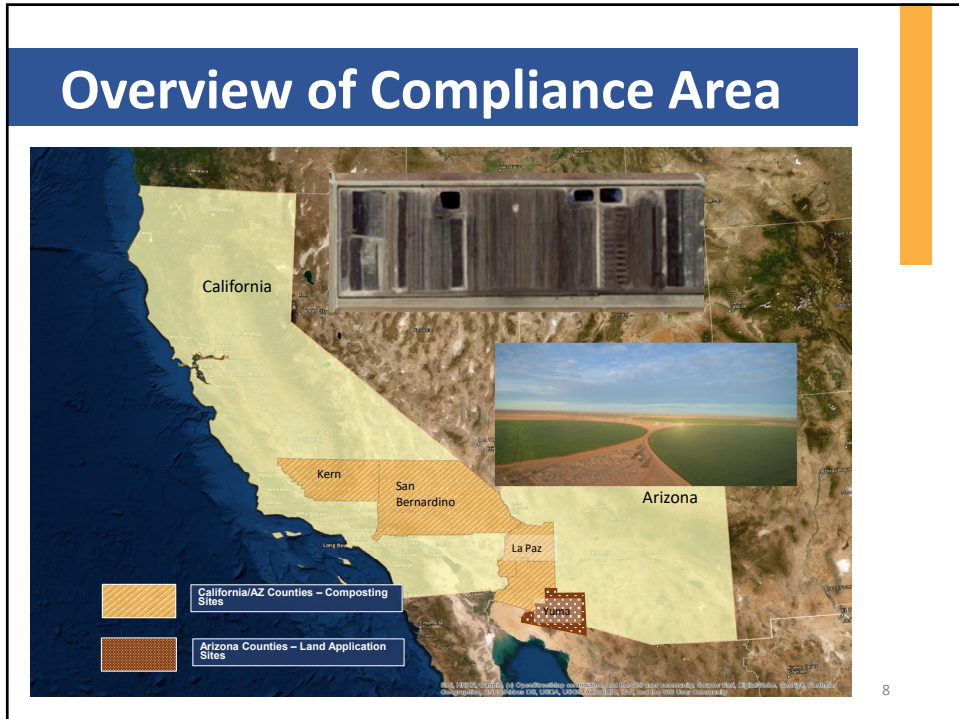 Overview of Compliance Area
California
Kern
San
Bernardino
Arizona
La Paz
Yuma
California/AZ Counties – Composting
Sites
Arizona Counties – Land Application
Sites
8